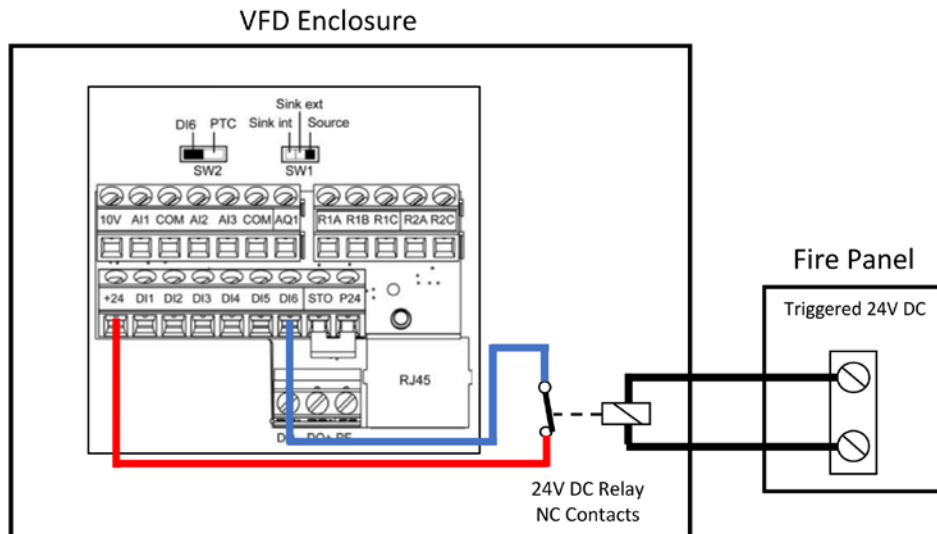 VFD Enclosure
Sink ext
DI6 PTC Sink int Source
SW2 SW1
10V AI1 COM AI2 AI3 COM AQ1 R1A R1B R1C R2A R2C
+24 DI1 DI2 DI3 DI4 DI5 DI6 STO P24
RJ45
DQ+
Fire Panel
Triggered 24V DC
24V DC Relay
NC Contacts